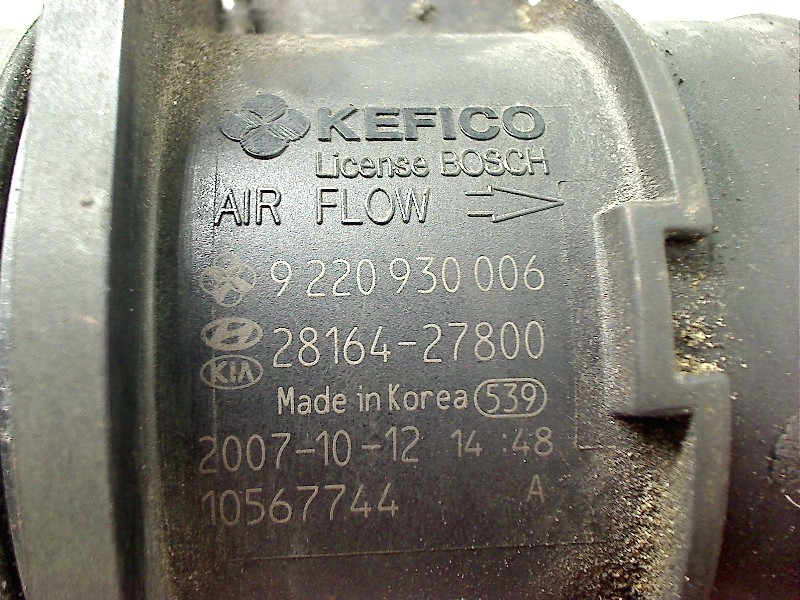 KEFICO
License BOSCH
AIR FLOW
9 220 930 006
28164-27800
KIA
Made in Korea 539
2007-10-12 14:48
10567744 A